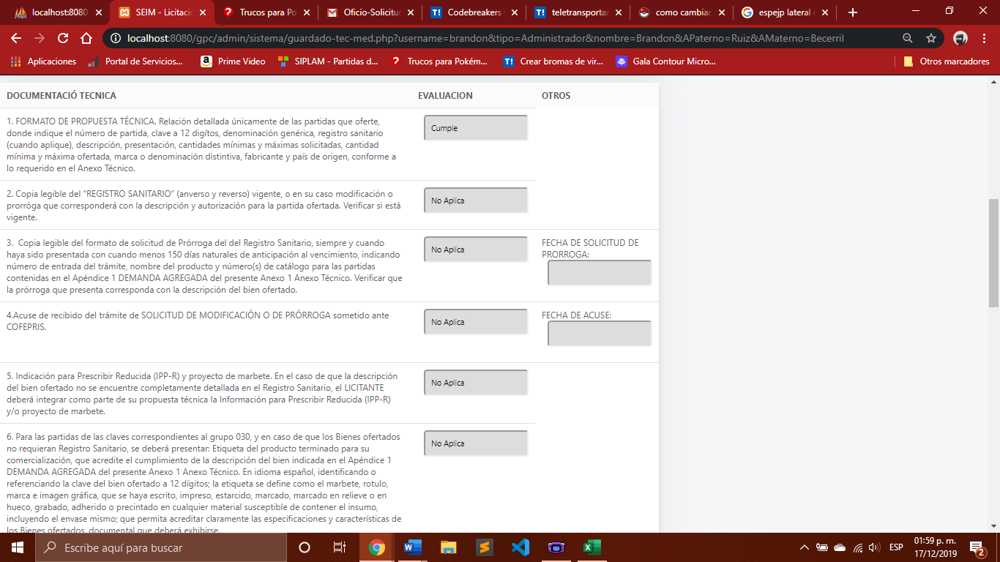 localhost:8080
SEIM - Licitaci
Trucos para Po
Oficio-Solicitud
Codebreakers
teletransporta
como cambiar
espejp lateral i
localhost:8080/gpc/admin/sistema/guardado-tec-med.php?username=brandon&tipo=Administrador&nombre=Brandon&APaterno=Ruiz&AMaterno=Becerril
Aplicaciones
Portal de Servicios...
Prime Video
SIPLAM - Partidas d...
Trucos para Pokém...
Crear bromas de vir...
Gala Contour Micro...
Otros marcadores
DOCUMENTACIÓ TECNICA
EVALUACION
OTROS
1. FORMATO DE PROPUESTA TÉCNICA. Relación detallada únicamente de las partidas que oferte,
donde indique el número de partida, clave a 12 digítos, denominación genérica, registro sanitario
(cuando aplique), descripción, presentación, cantidades mínimas y máximas solicitadas, cantidad
mínima y máxima ofertada, marca o denominación distintiva, fabricante y país de origen, conforme a
lo requerido en el Anexo Técnico.
Cumple
2. Copia legible del “REGISTRO SANITARIO” (anverso y reverso) vigente, o en su caso modificación o
prorróga que corresponderá con la descripción y autorización para la partida ofertada. Verificar si está
vigente.
No Aplica
3. Copia legible del formato de solicitud de Prórroga del del Registro Sanitario, siempre y cuando
haya sido presentada con cuando menos 150 días naturales de anticipación al vencimiento, indicando
número de entrada del trámite, nombre del producto y número(s) de catálogo para las partidas
contenidas en el Apéndice 1 DEMANDA AGREGADA del presente Anexo 1 Anexo Técnico. Verificar que
la prórroga que presenta corresponda con la descripción del bien ofertado.
No Aplica
FECHA DE SOLICITUD DE
PRORROGA:
4.Acuse de recibido del trámite de SOLICITUD DE MODIFICACIÓN O DE PRÓRROGA sometido ante
COFEPRIS.
No Aplica
FECHA DE ACUSE:
5. Indicación para Prescribir Reducida (IPP-R) y proyecto de marbete. En el caso de que la descripción
del bien ofertado no se encuentre completamente detallada en el Registro Sanitario, el LICITANTE
deberá integrar como parte de su propuesta técnica la Información para Prescribir Reducida (IPP-R)
y/o proyecto de marbete.
No Aplica
6. Para las partidas de las claves correspondientes al grupo 030, y en caso de que los Bienes ofertados
no requieran Registro Sanitario, se deberá presentar: Etiqueta del producto terminado para su
comercialización, que acredite el cumplimiento de la descripción del bien indicada en el Apéndice 1
DEMANDA AGREGADA del presente Anexo 1 Anexo Técnico. En idioma español, identificando o
referenciando la clave del bien ofertado a 12 dígitos; la etiqueta se define como el marbete, rotulo,
marca e imagen gráfica, que se haya escrito, impreso, estarcido, marcado, marcado en relieve o en
hueco, grabado, adherido o precintado en cualquier material susceptible de contener el insumo,
incluyendo el envase mismo; que permita acreditar claramente las especificaciones y características de
los Bienes ofertados, documental que deberá exhibirse.
No Aplica
Escribe aquí para buscar
ESP
01:59 p. m.
17/12/2019
2